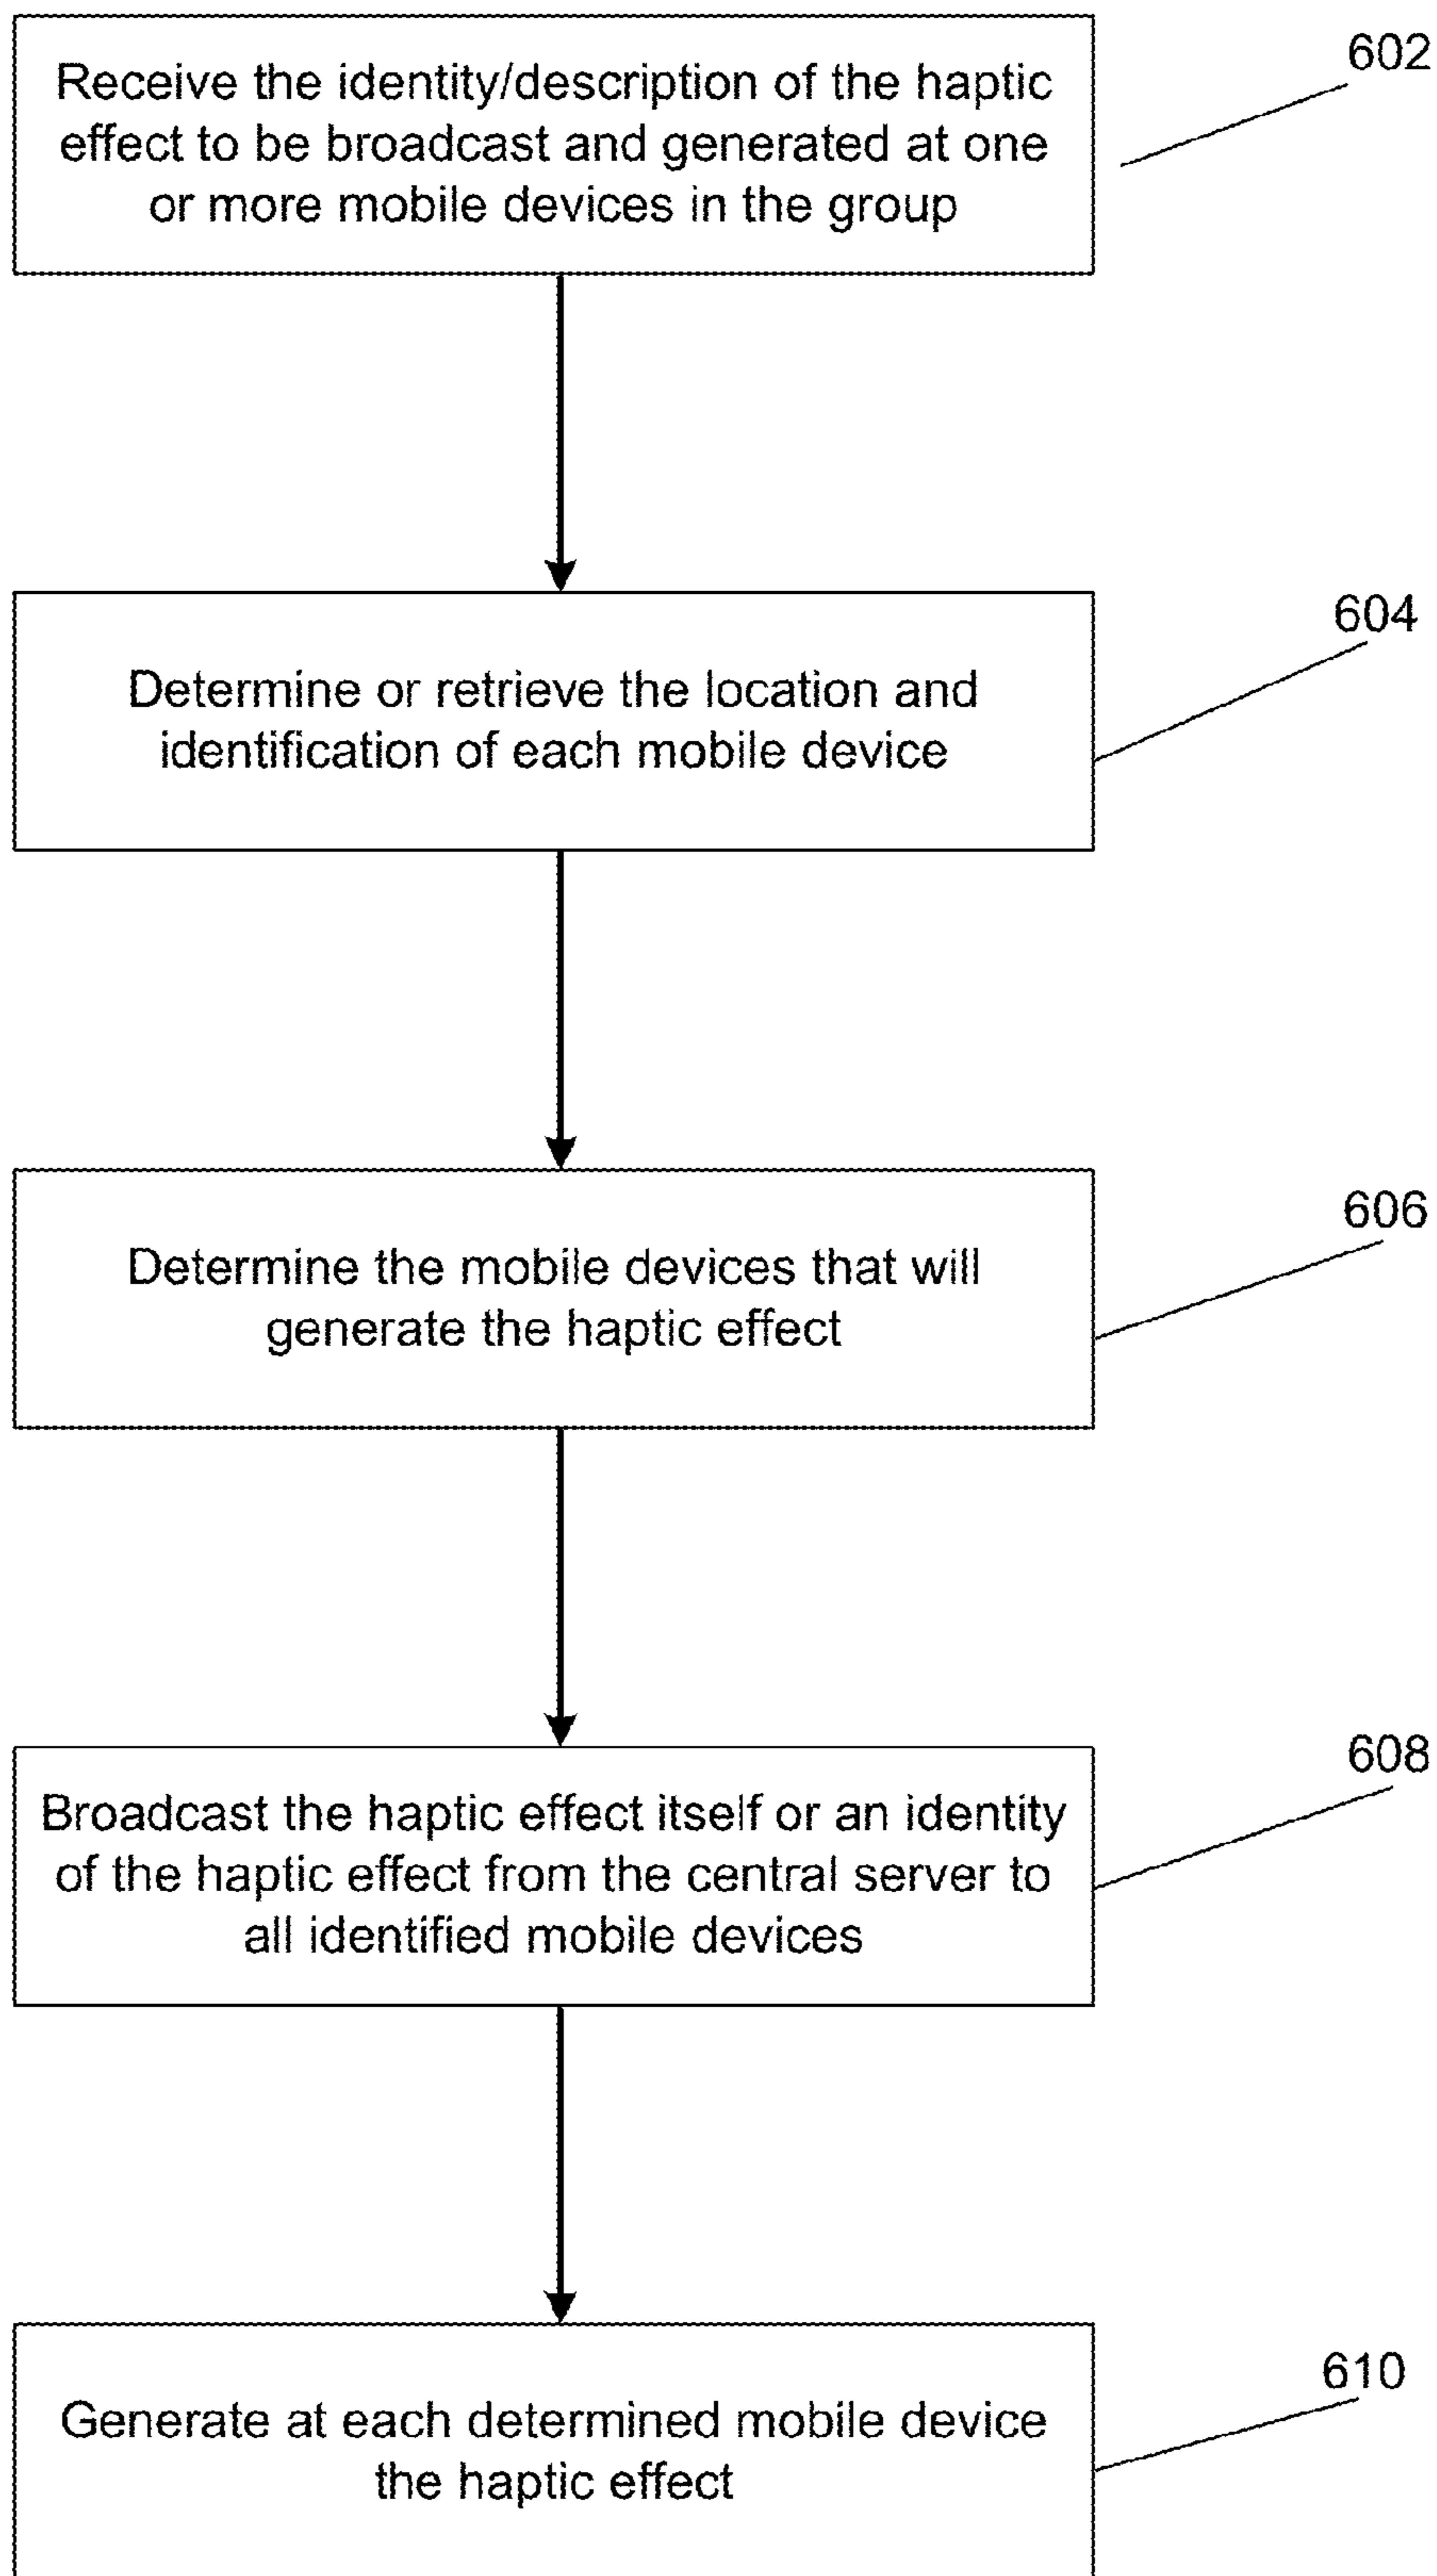 Receive the identity/description of the haptic
effect to be broadcast and generated at one
or more mobile devices in the group
602
Determine or retrieve the location and
identification of each mobile device
604
Determine the mobile devices that will
generate the haptic effect
606
Broadcast the haptic effect itself or an identity
of the haptic effect from the central server to
all identified mobile devices
608
Generate at each determined mobile device
the haptic effect
610